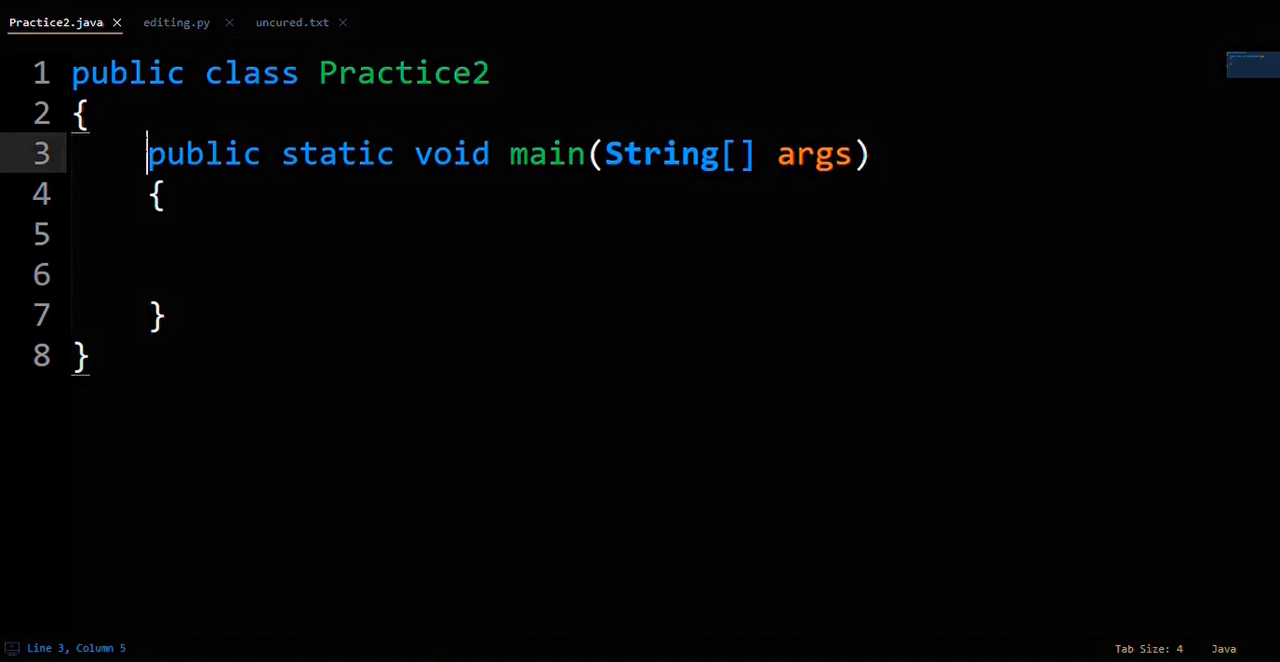 Practice2.java × editing.py × uncured.txt ×
1 public class Practice2
2 {
3 public static void main(String[] args)
4 {
5
6
7 }
8 }
Line 3, Column 5 Tab Size: 4 Java